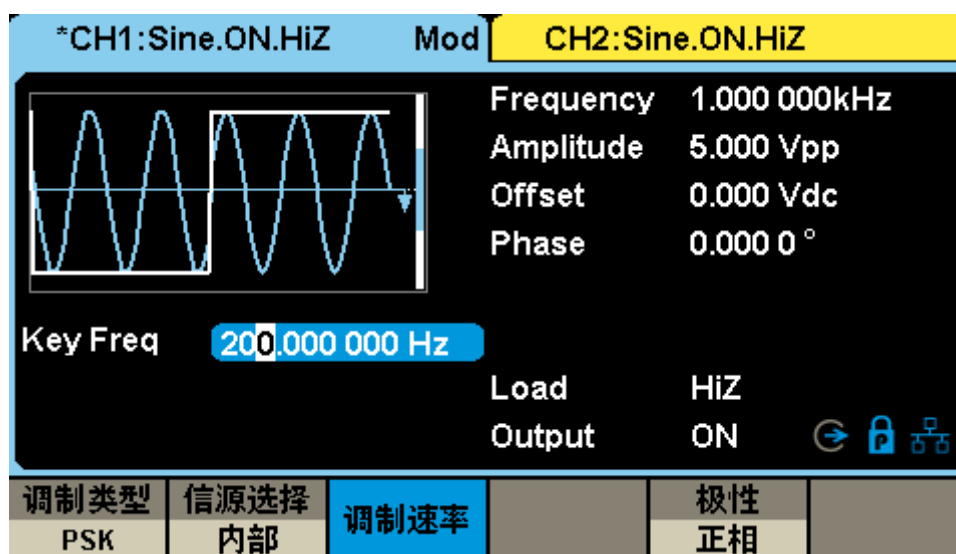 *CH1:Sine.ON.HiZ Mod CH2:Sine.ON.HiZ
Frequency 1.000 000kHz
Amplitude 5.000 Vpp
Offset 0.000 Vdc
Phase 0.000 0 °
Key Freq 200.000 000 Hz
Load HiZ
Output ON P
调制类型 信源选择 调制速率 极性
PSK 内部 正相